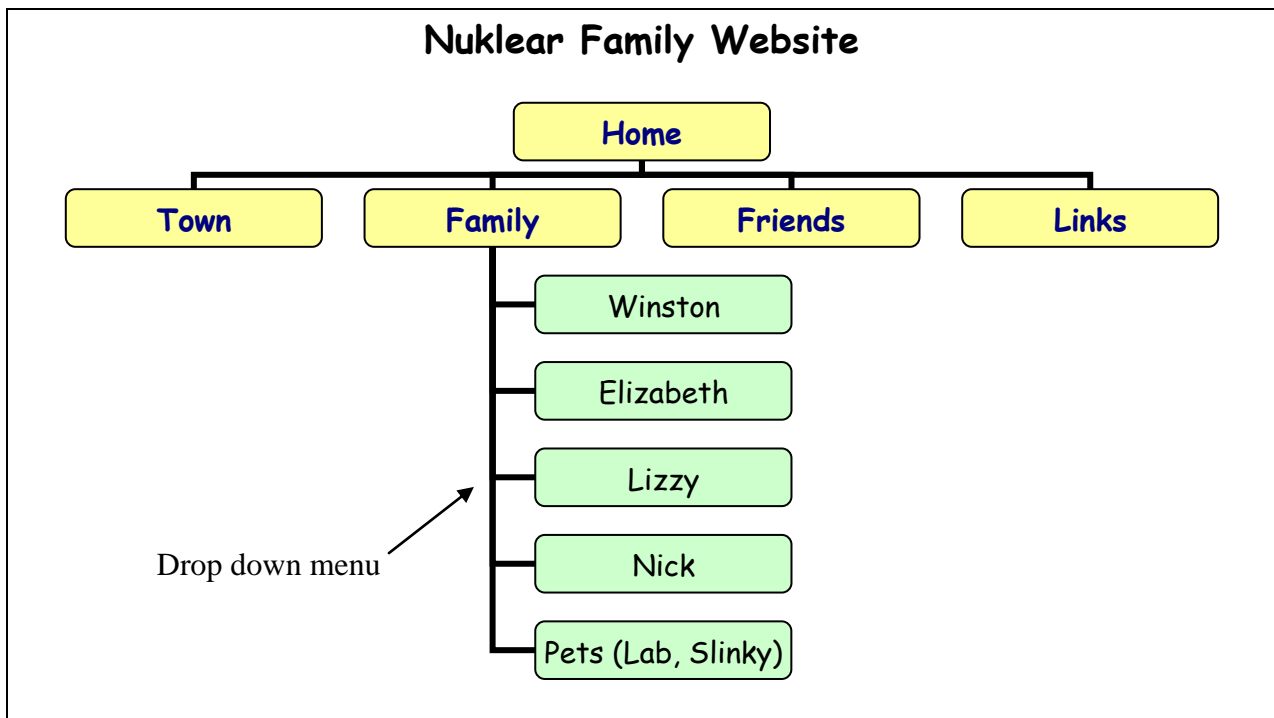 Nuklear Family Website
Home
Town
Family
Friends
Links
Winston
Elizabeth
Lizzy
Drop down menu
Nick
Pets (Lab, Slinky)